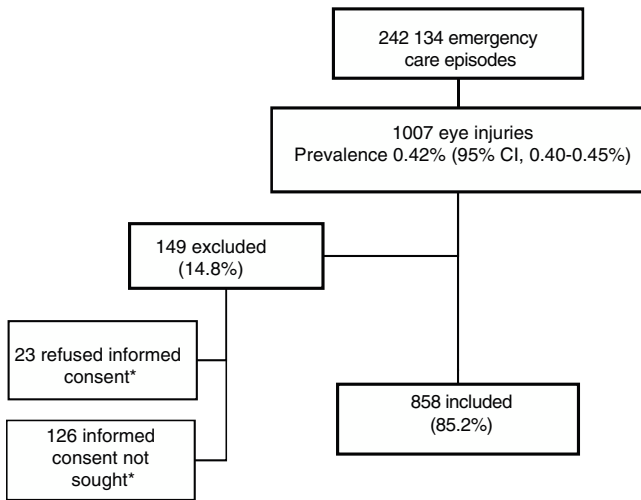 242 134 emergency
care episodes
1007 eye injuries
Prevalence 0.42% (95% CI, 0.40-0.45%)
149 excluded
(14.8%)
23 refused informed
consent*
126 informed
consent not
sought*
858 included
(85.2%)